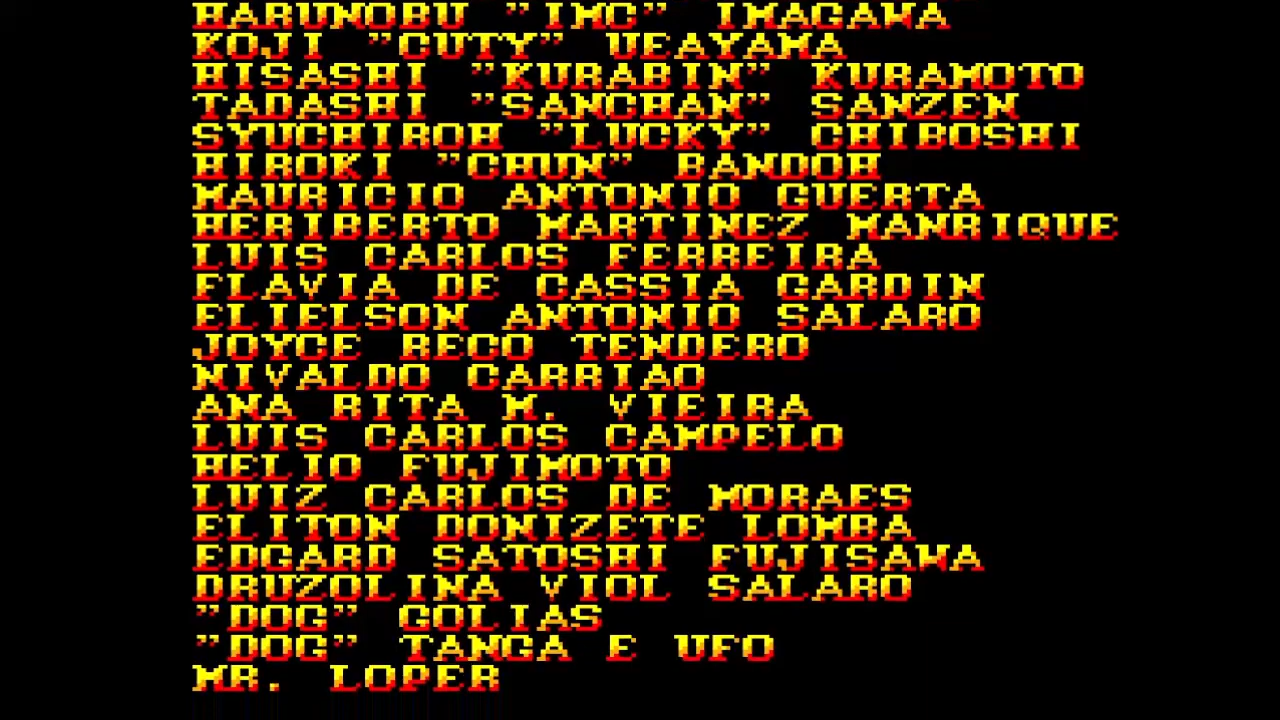 HARUNOBU "IMG" IMAGAWA
KOJI "CUTY" UEAYAMA
HISASHI "KURABIN" KURAMOTO
TADASHI "SANCHAN" SANZEN
SYUCHIROH "LUCKY" CHIBOSHI
HIROKI "CHUN" BANDOH
MAURICIO ANTONIO GUERTA
HERIBERTO MARTINEZ MANRIQUE
LUIS CARLOS FERREIRA
FLAVIA DE CASSIA GARDIN
ELIELSON ANTONIO SALARO
JOYCE RECO TENDERO
NIVALDO CARRIAO
ANA RITA M. VIEIRA
LUIS CARLOS CAMPELO
HELIO FUJIMOTO
LUIZ CARLOS DE MORAES
ELITON DONIZETE LOMBA
EDGARD SATOSHI FUJISAWA
DRUZOLINA VIOL SALARO
"DOG" GOLIAS
"DOG" TANGA E UFO
MR. LOPER